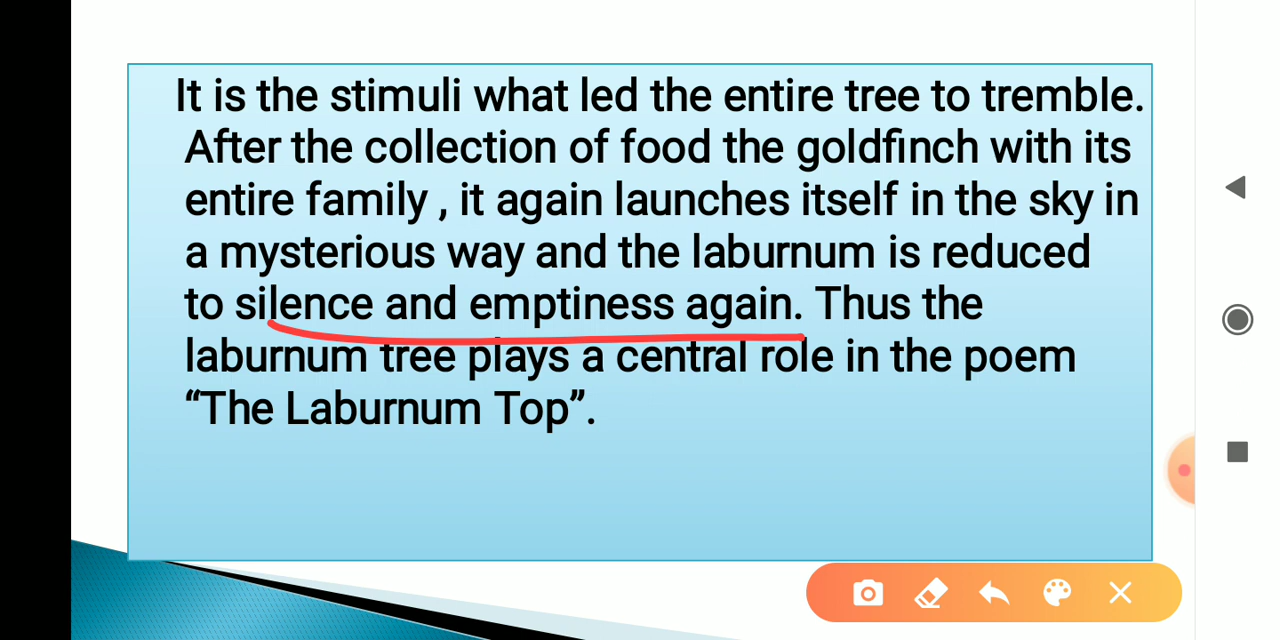 It is the stimuli what led the entire tree to tremble.
After the collection of food the goldfinch with its
entire family , it again launches itself in the sky in
a mysterious way and the laburnum is reduced
to silence and emptiness again. Thus the
laburnum tree plays a central role in the poem
“The Laburnum Top”.